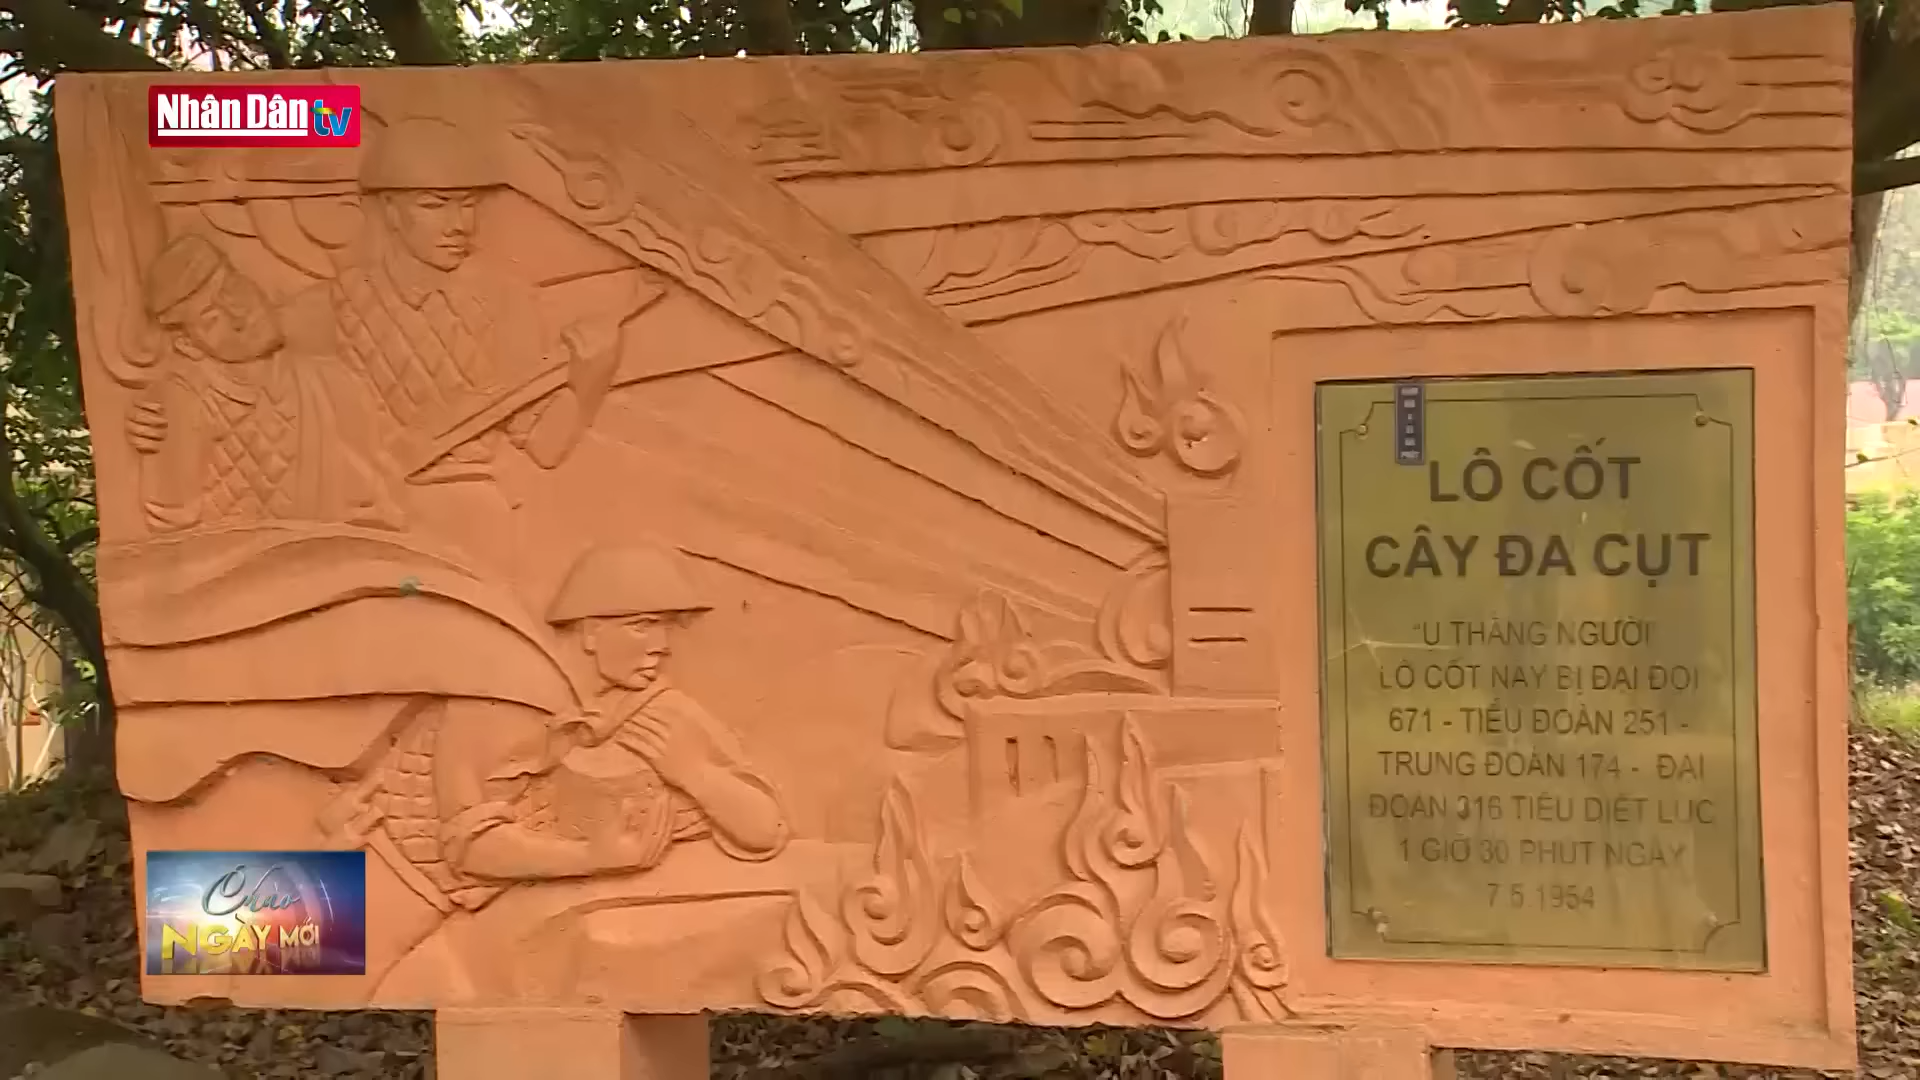 Nhân Dân tv
LÔ CỐT
CÂY ĐA CỤT
"Ụ THẰNG NGƯỜI"
LÔ CỐT NÀY BỊ ĐẠI ĐỘI
671 - TIỂU ĐOÀN 251 -
TRUNG ĐOÀN 174 - ĐẠI
ĐOÀN 316 TIÊU DIỆT LÚC
1 GIỜ 30 PHÚT NGÀY
7.5.1954
Chào
NGÀY MỚI